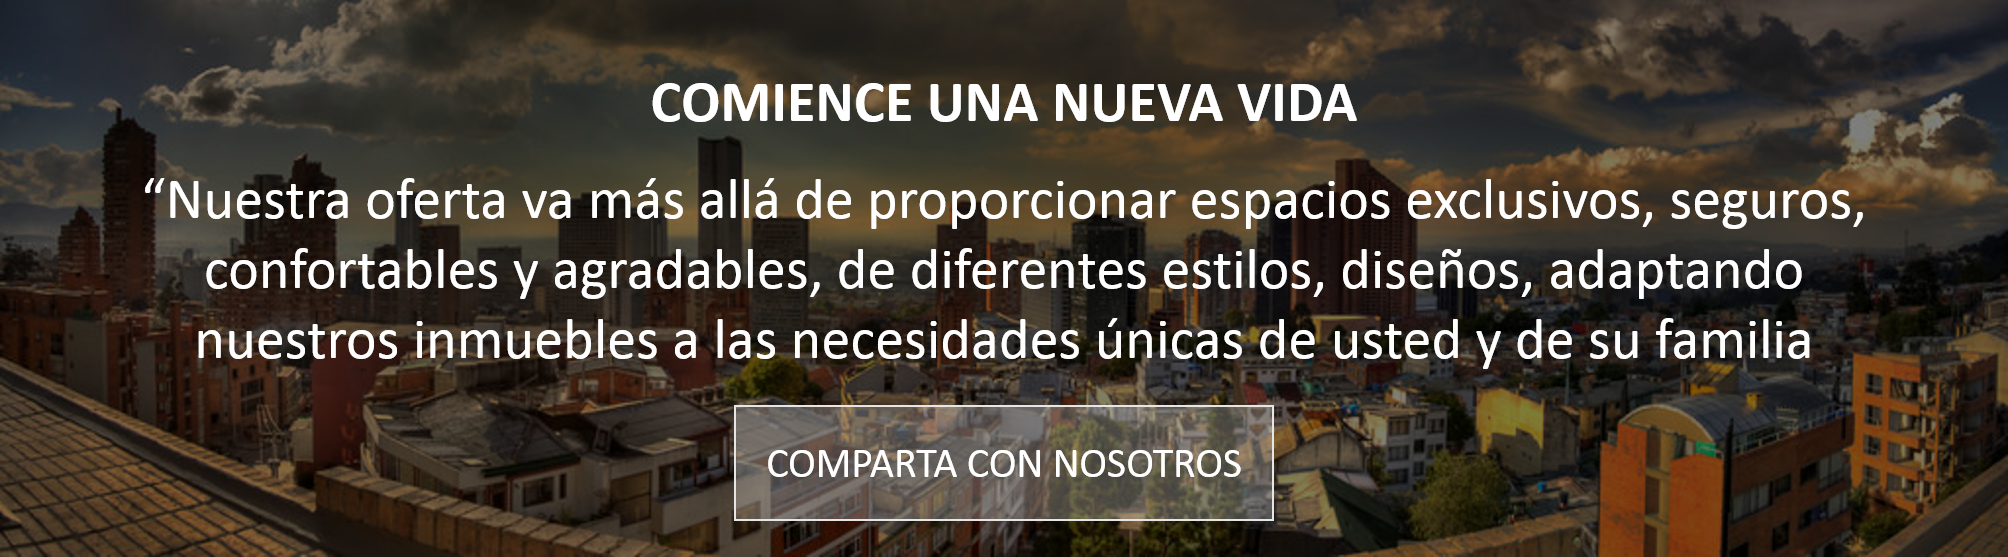 COMIENCE UNA NUEVA VIDA
“Nuestra oferta va más allá de proporcionar espacios exclusivos, seguros,
confortables y agradables, de diferentes estilos, diseños, adaptando
nuestros inmuebles a las necesidades únicas de usted y de su familia
COMPARTA CON NOSOTROS